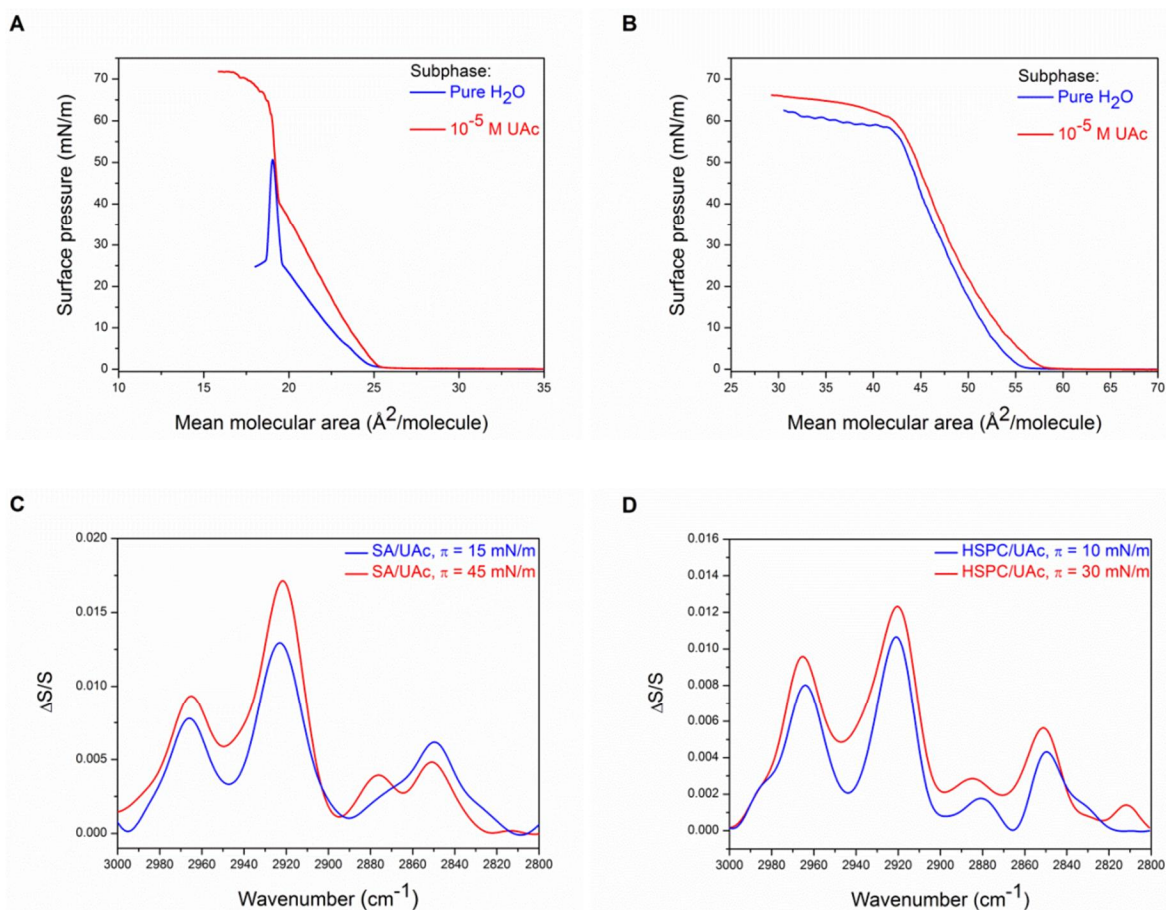 A
Surface pressure (mN/m)
70
60
50
40
30
20
10
0
Subphase:
Pure H2O
10-5 M UAc
10 15 20 25 30 35
Mean molecular area (Å2/molecule)
B
Surface pressure (mN/m)
70
60
50
40
30
20
10
0
Subphase:
Pure H2O
10-5 M UAc
25 30 35 40 45 50 55 60 65 70
Mean molecular area (Å2/molecule)
C
ΔS/S
0.020
0.015
0.010
0.005
0.000
SA/UAc, π = 15 mN/m
SA/UAc, π = 45 mN/m
3000 2980 2960 2940 2920 2900 2880 2860 2840 2820 2800
Wavenumber (cm-1)
D
ΔS/S
0.016
0.014
0.012
0.010
0.008
0.006
0.004
0.002
0.000
HSPC/UAc, π = 10 mN/m
HSPC/UAc, π = 30 mN/m
3000 2980 2960 2940 2920 2900 2880 2860 2840 2820 2800
Wavenumber (cm-1)